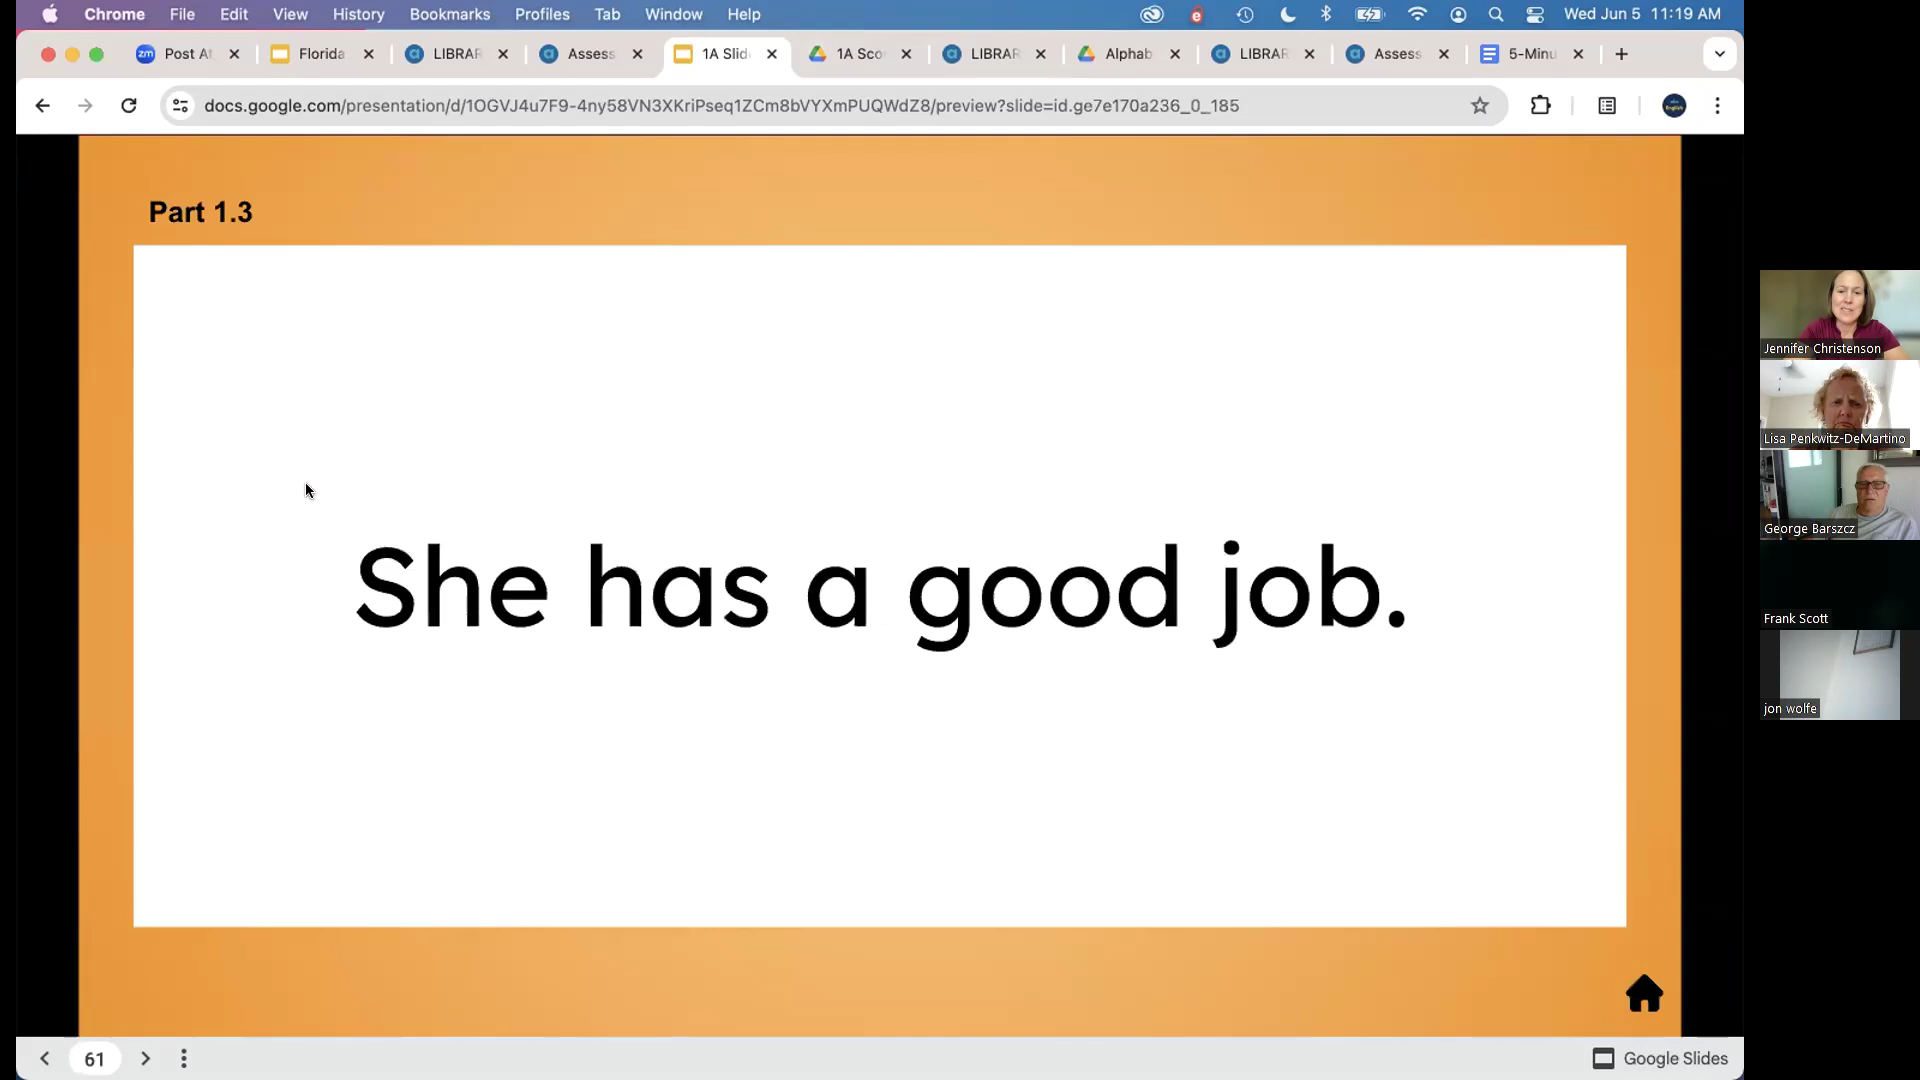 Chrome File Edit View History Bookmarks Profiles Tab Window Help Wed Jun 5 11:19 AM
zm Post At Florida LIBRAR Assess 1A Slid 1A Sco LIBRAR Alphab LIBRAR Assess 5-Minu
docs.google.com/presentation/d/1OGVJ4u7F9-4ny58VN3XKriPseq1ZCm8bVYXmPUQWdZ8/preview?slide=id.ge7e170a236_0_185
Part 1.3
She has a good job.
Jennifer Christenson
Lisa Penkwitz-DeMartino
George Barszcz
Frank Scott
jon wolfe
61 Google Slides